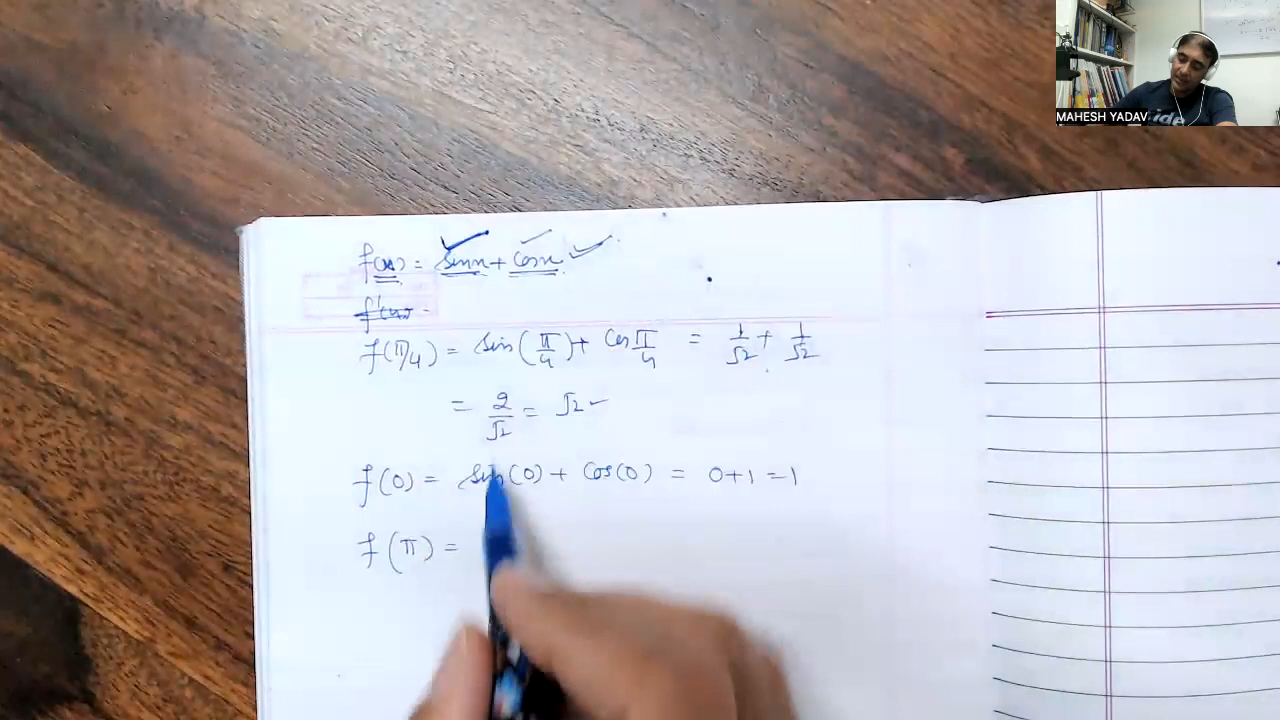 MAHESH YADAV
f(x) = sinx + cosx
f'(x) =
f(π/4) = sin(π/4) + cos π/4 = 1/√2 + 1/√2
= 2/√2 = √2
f(0) = sin(0) + cos(0) = 0+1 = 1
f(π) =